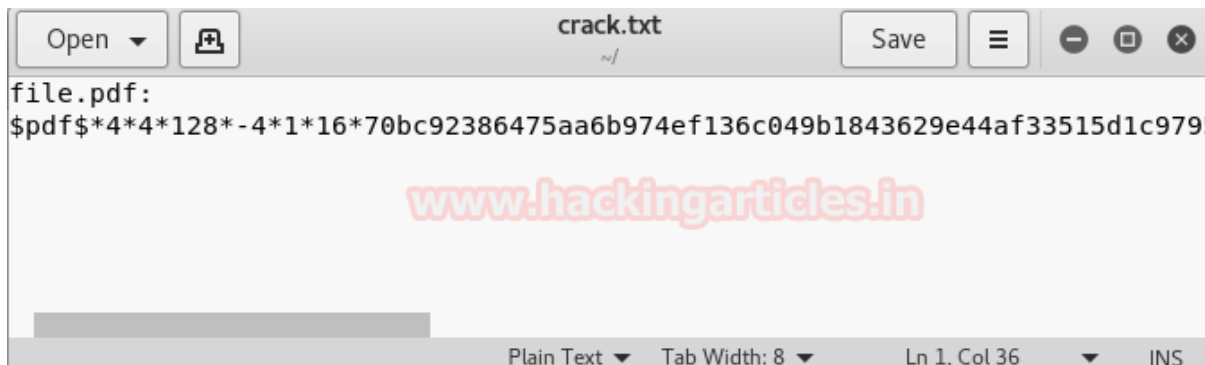 Open
crack.txt
~/
Save
file.pdf:
$pdf$*4*4*128*-4*1*16*70bc92386475aa6b974ef136c049b1843629e44af33515d1c979
www.hackingarticles.in
Plain Text
Tab Width: 8
Ln 1, Col 36
INS